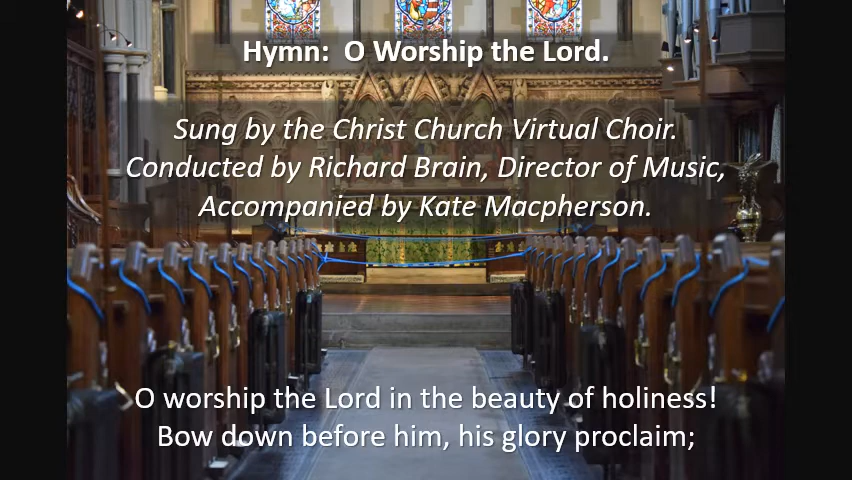 Hymn:  O Worship the Lord.
Sung by the Christ Church Virtual Choir.
Conducted by Richard Brain, Director of Music,
Accompanied by Kate Macpherson.
O worship the Lord in the beauty of holiness!
Bow down before him, his glory proclaim;